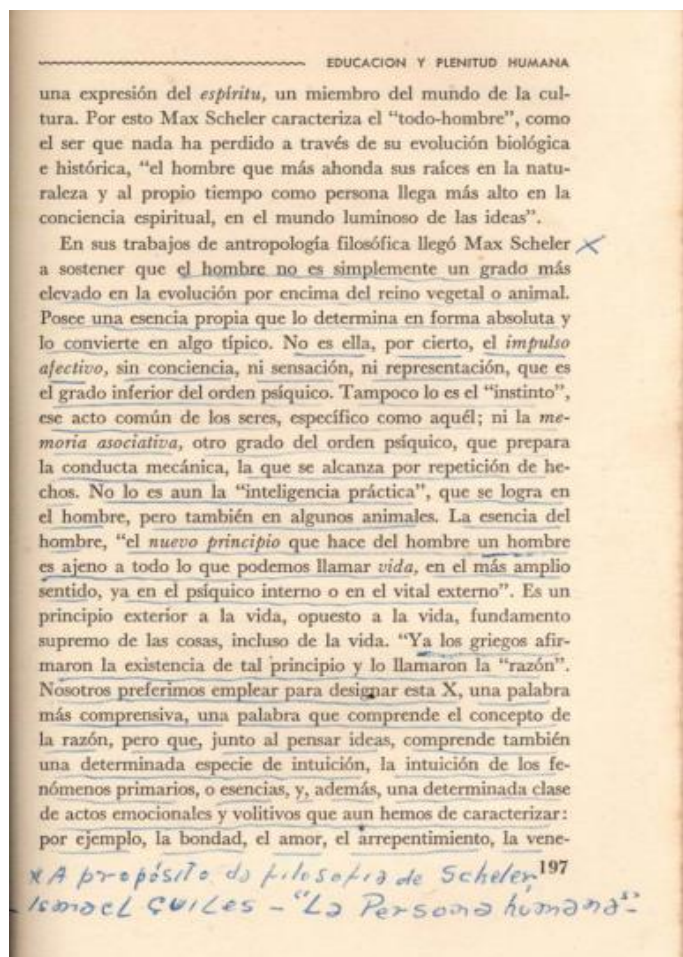 EDUCACION Y PLENITUD HUMANA
una expresión del espíritu, un miembro del mundo de la cul-
tura. Por esto Max Scheler caracteriza el “todo-hombre”, como
el ser que nada ha perdido a través de su evolución biológica
e histórica, “el hombre que más ahonda sus raíces en la natu-
raleza y al propio tiempo como persona llega más alto en la
conciencia espiritual, en el mundo luminoso de las ideas”.
En sus trabajos de antropología filosófica llegó Max Scheler X
a sostener que el hombre no es simplemente un grado más
elevado en la evolución por encima del reino vegetal o animal.
Posee una esencia propia que lo determina en forma absoluta y
lo convierte en algo típico. No es ella, por cierto, el impulso
afectivo, sin conciencia, ni sensación, ni representación, que es
el grado inferior del orden psíquico. Tampoco lo es el “instinto”,
ese acto común de los seres, específico como aquél; ni la me-
moria asociativa, otro grado del orden psíquico, que prepara
la conducta mecánica, la que se alcanza por repetición de he-
chos. No lo es aun la “inteligencia práctica”, que se logra en
el hombre, pero también en algunos animales. La esencia del
hombre, “el nuevo principio que hace del hombre un hombre
es ajeno a todo lo que podemos llamar vida, en el más amplio
sentido, ya en el psíquico interno o en el vital externo”. Es un
principio exterior a la vida, opuesto a la vida, fundamento
supremo de las cosas, incluso de la vida. “Ya los griegos afir-
maron la existencia de tal principio y lo llamaron la “razón”.
Nosotros preferimos emplear para designar esta X, una palabra
más comprensiva, una palabra que comprende el concepto de
la razón, pero que, junto al pensar ideas, comprende también
una determinada especie de intuición, la intuición de los fe-
nómenos primarios, o esencias, y, además, una determinada clase
de actos emocionales y volitivos que aun hemos de caracterizar:
por ejemplo, la bondad, el amor, el arrepentimiento, la vene-
197
x A propósito da filosofia de Scheler
- Ismael Quiles - “La Persona humana”-